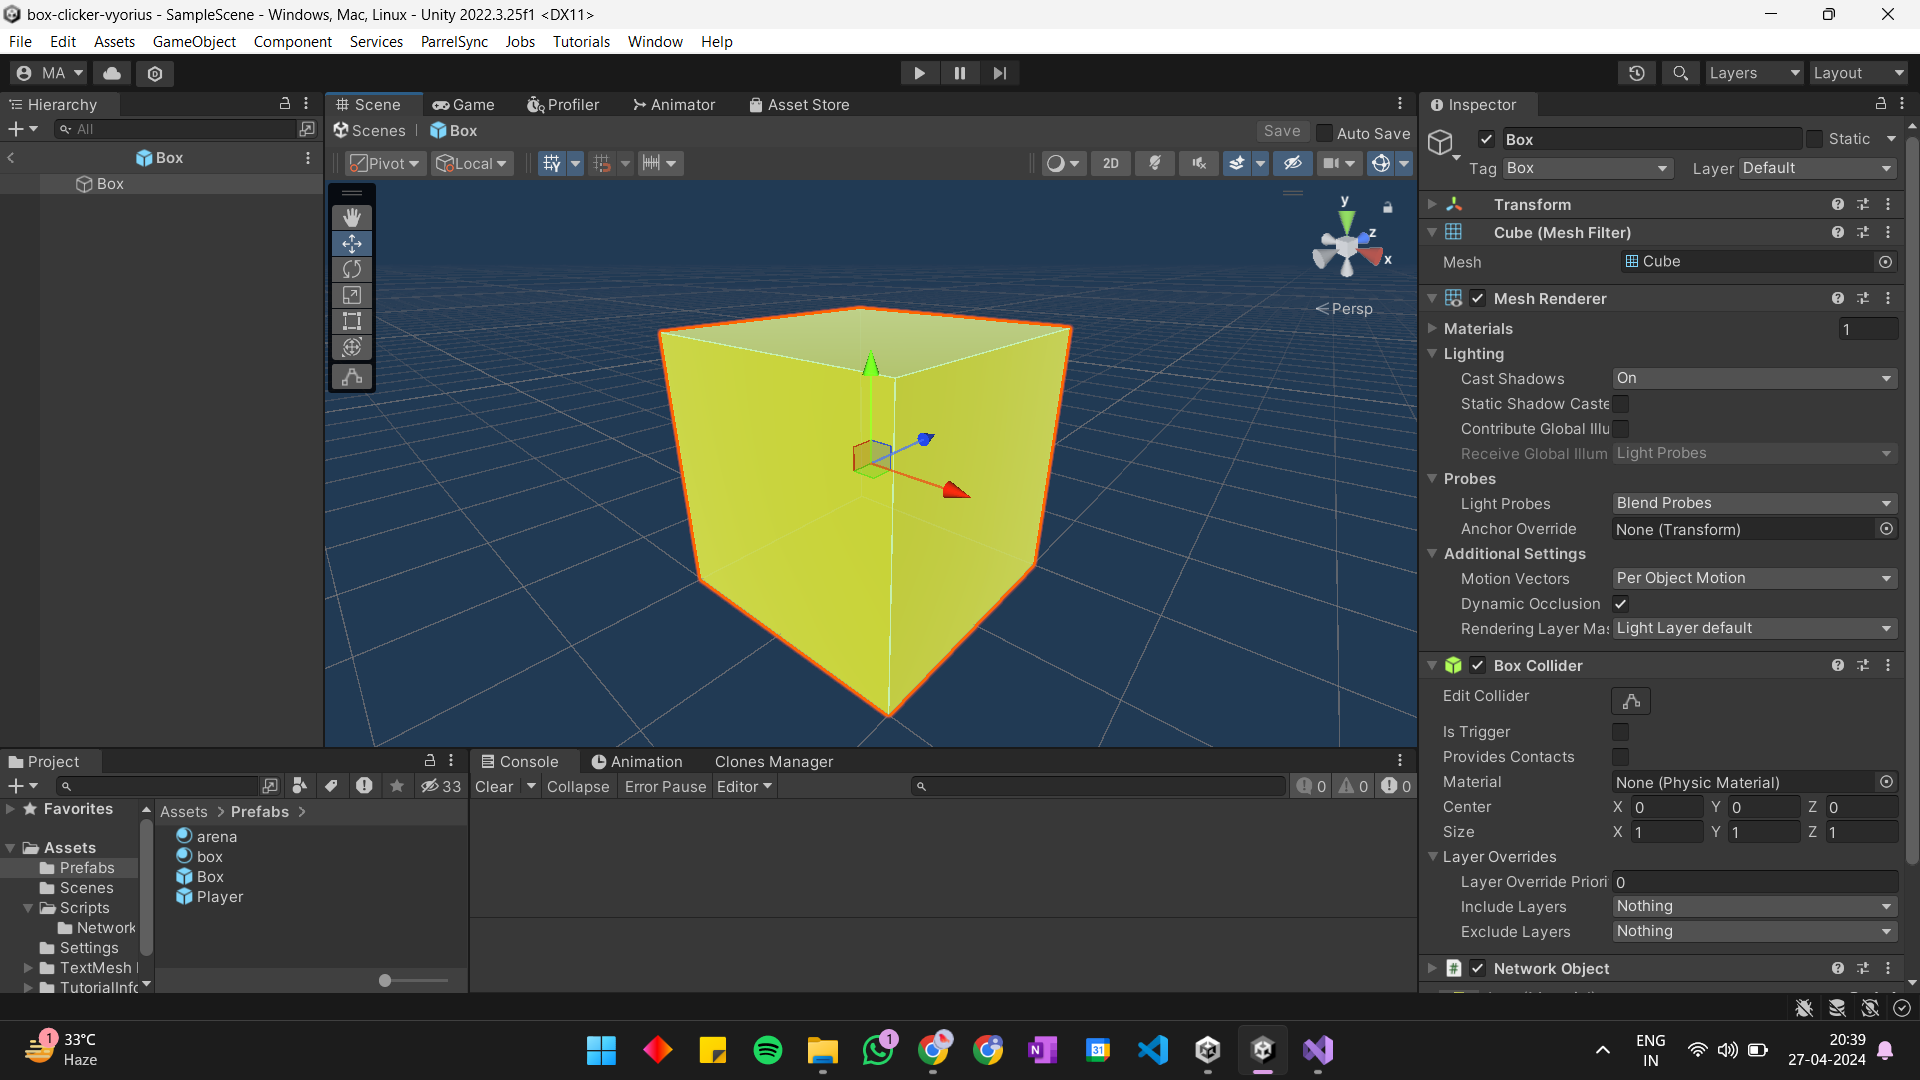 box-clicker-vyorius - SampleScene - Windows, Mac, Linux - Unity 2022.3.25f1 <DX11>
File Edit Assets GameObject Component Services ParrelSync Jobs Tutorials Window Help
MA Layers Layout
Hierarchy
All
Box
Box
Scene Game Profiler Animator Asset Store
Scenes Box Save Auto Save
Pivot Local 2D
y
z
x
Persp
Inspector
Box Static
Tag Box Layer Default
Transform
Cube (Mesh Filter)
Mesh Cube
Mesh Renderer
Materials 1
Lighting
Cast Shadows On
Static Shadow Caste
Contribute Global Illu
Receive Global Illum Light Probes
Probes
Light Probes Blend Probes
Anchor Override None (Transform)
Additional Settings
Motion Vectors Per Object Motion
Dynamic Occlusion
Rendering Layer Mas Light Layer default
Box Collider
Edit Collider
Is Trigger
Provides Contacts
Material None (Physic Material)
Center X 0 Y 0 Z 0
Size X 1 Y 1 Z 1
Layer Overrides
Layer Override Priori 0
Include Layers Nothing
Exclude Layers Nothing
# Network Object
Project
33
Favorites
Assets
Prefabs
Scenes
Scripts
Network
Settings
TextMesh
TutorialInfo
Assets > Prefabs >
arena
box
Box
Player
Console Animation Clones Manager
Clear Collapse Error Pause Editor 0 0 0
1 33°C
Haze
1
31
N
ENG
IN
20:39
27-04-2024